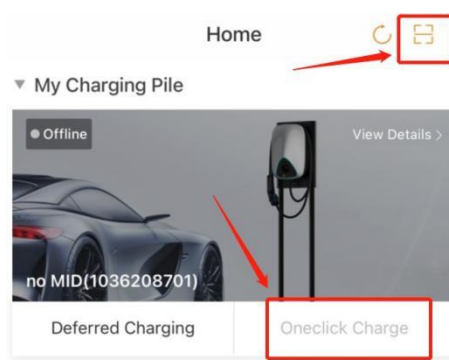 Home
My Charging Pile
Offline
View Details >
no MID(1036208701)
Deferred Charging
Oneclick Charge